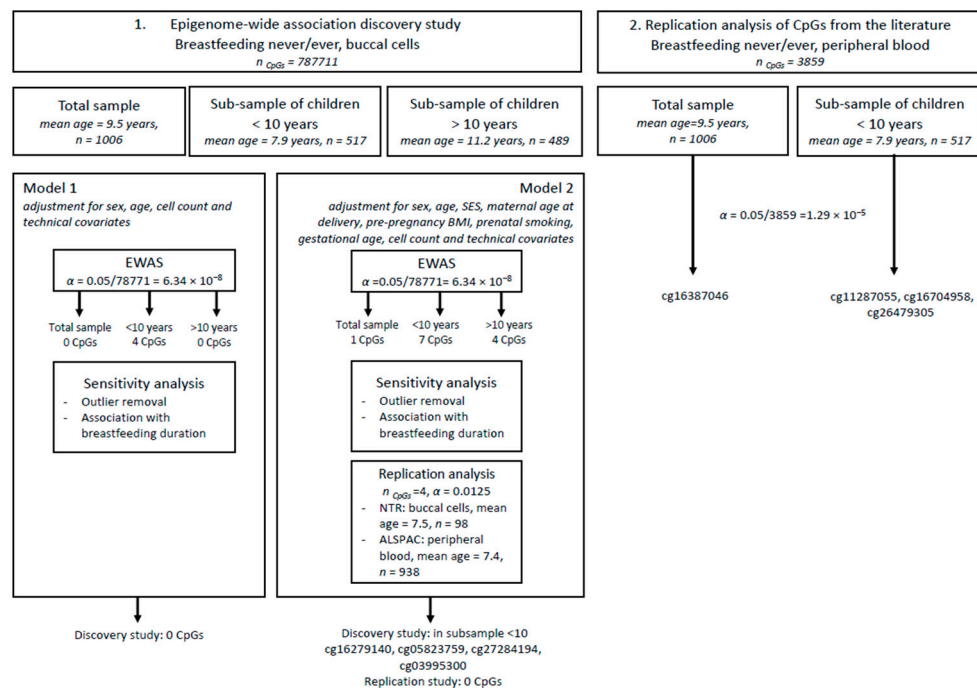 1. Epigenome-wide association discovery study
Breastfeeding never/ever, buccal cells
n CpGs = 787711
2. Replication analysis of CpGs from the literature
Breastfeeding never/ever, peripheral blood
n CpGs = 3859
Total sample
mean age = 9.5 years,
n = 1006
Sub-sample of children
< 10 years
mean age = 7.9 years, n = 517
Sub-sample of children
> 10 years
mean age = 11.2 years, n = 489
Total sample
mean age=9.5 years,
n = 1006
Sub-sample of children
< 10 years
mean age = 7.9 years, n = 517
Model 1
adjustment for sex, age, cell count and
technical covariates
EWAS
α = 0.05/78771= 6.34 × 10⁻⁸
Total sample
0 CpGs
<10 years
4 CpGs
>10 years
0 CpGs
Sensitivity analysis
- Outlier removal
- Association with
breastfeeding duration
Discovery study: 0 CpGs
Model 2
adjustment for sex, age, SES, maternal age at
delivery, pre-pregnancy BMI, prenatal smoking,
gestational age, cell count and technical covariates
EWAS
α =0.05/78771= 6.34 × 10⁻⁸
Total sample
1 CpGs
<10 years
7 CpGs
>10 years
4 CpGs
Sensitivity analysis
- Outlier removal
- Association with
breastfeeding duration
Replication analysis
n CpGs =4, α = 0.0125
- NTR: buccal cells, mean
age = 7.5, n = 98
- ALSPAC: peripheral
blood, mean age = 7.4,
n = 938
Discovery study: in subsample <10
cg16279140, cg05823759, cg27284194,
cg03995300
Replication study: 0 CpGs
α = 0.05/3859 =1.29 × 10⁻⁵
cg16387046
cg11287055, cg16704958,
cg26479305